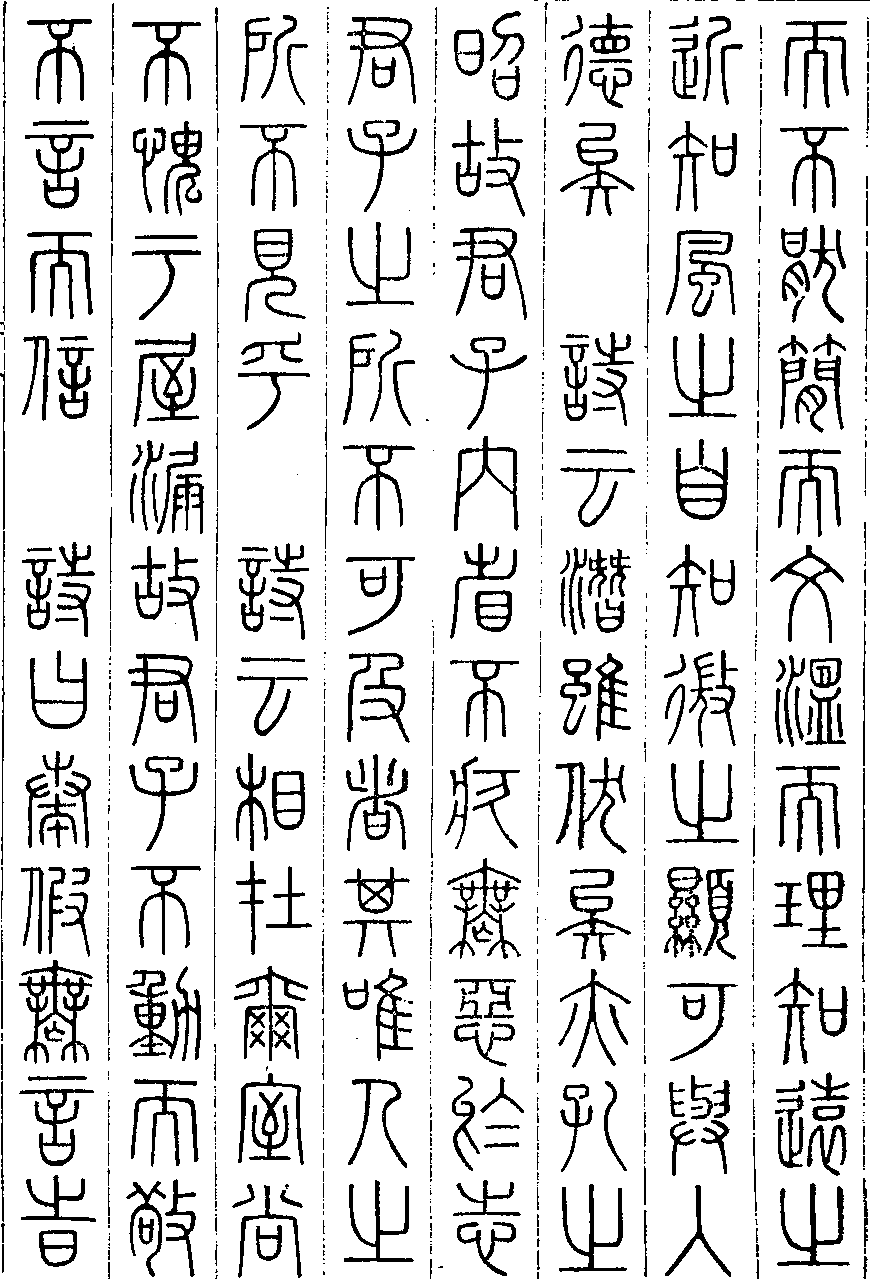 而不猒簡而文溫而理知遠之
近知風之自知微之顯可與入
德矣 詩云潛雖伏矣亦孔之
昭故君子內省不疚無惡於志
君子之所不可及者其唯人之
所不見乎 詩云相在爾室尚
不愧于屋漏故君子不動而敬
不言而信 詩曰奏假無言時